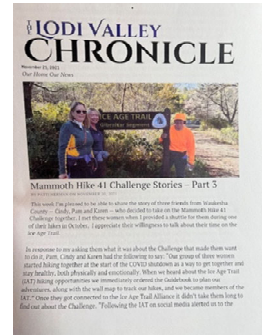 THE LODI VALLEY
CHRONICLE
November 25, 2021
Our Home Our News
ICE AGE TRAIL
Gibraltar Segment
Mammoth Hike 41 Challenge Stories – Part 3
This week I'm pleased to be able to share the story of three friends from Waukesha
County – Cindy, Pam and Karen – who decided to take on the Mammoth Hike 41
Challenge together. I met these women when I provided a shuttle for them during one
of their hikes in October. I appreciate their willingness to talk about their time on the
Ice Age Trail.
In response to me asking them what it was about the Challenge that made them want
to do it, Pam, Cindy and Karen had the following to say: "Our group of three women
started hiking together at the start of the COVID shutdown as a way to get together and
stay healthy, both physically and emotionally. When we heard about the Ice Age Trail
(IAT) hiking opportunities we immediately ordered the Guidebook to plan our
adventures, along with the map to track our hikes, and we became members of the
IAT." Once they got connected to the Ice Age Trail Alliance it didn't take them long to
find out about the Challenge. "Following the IAT on social media alerted us to the